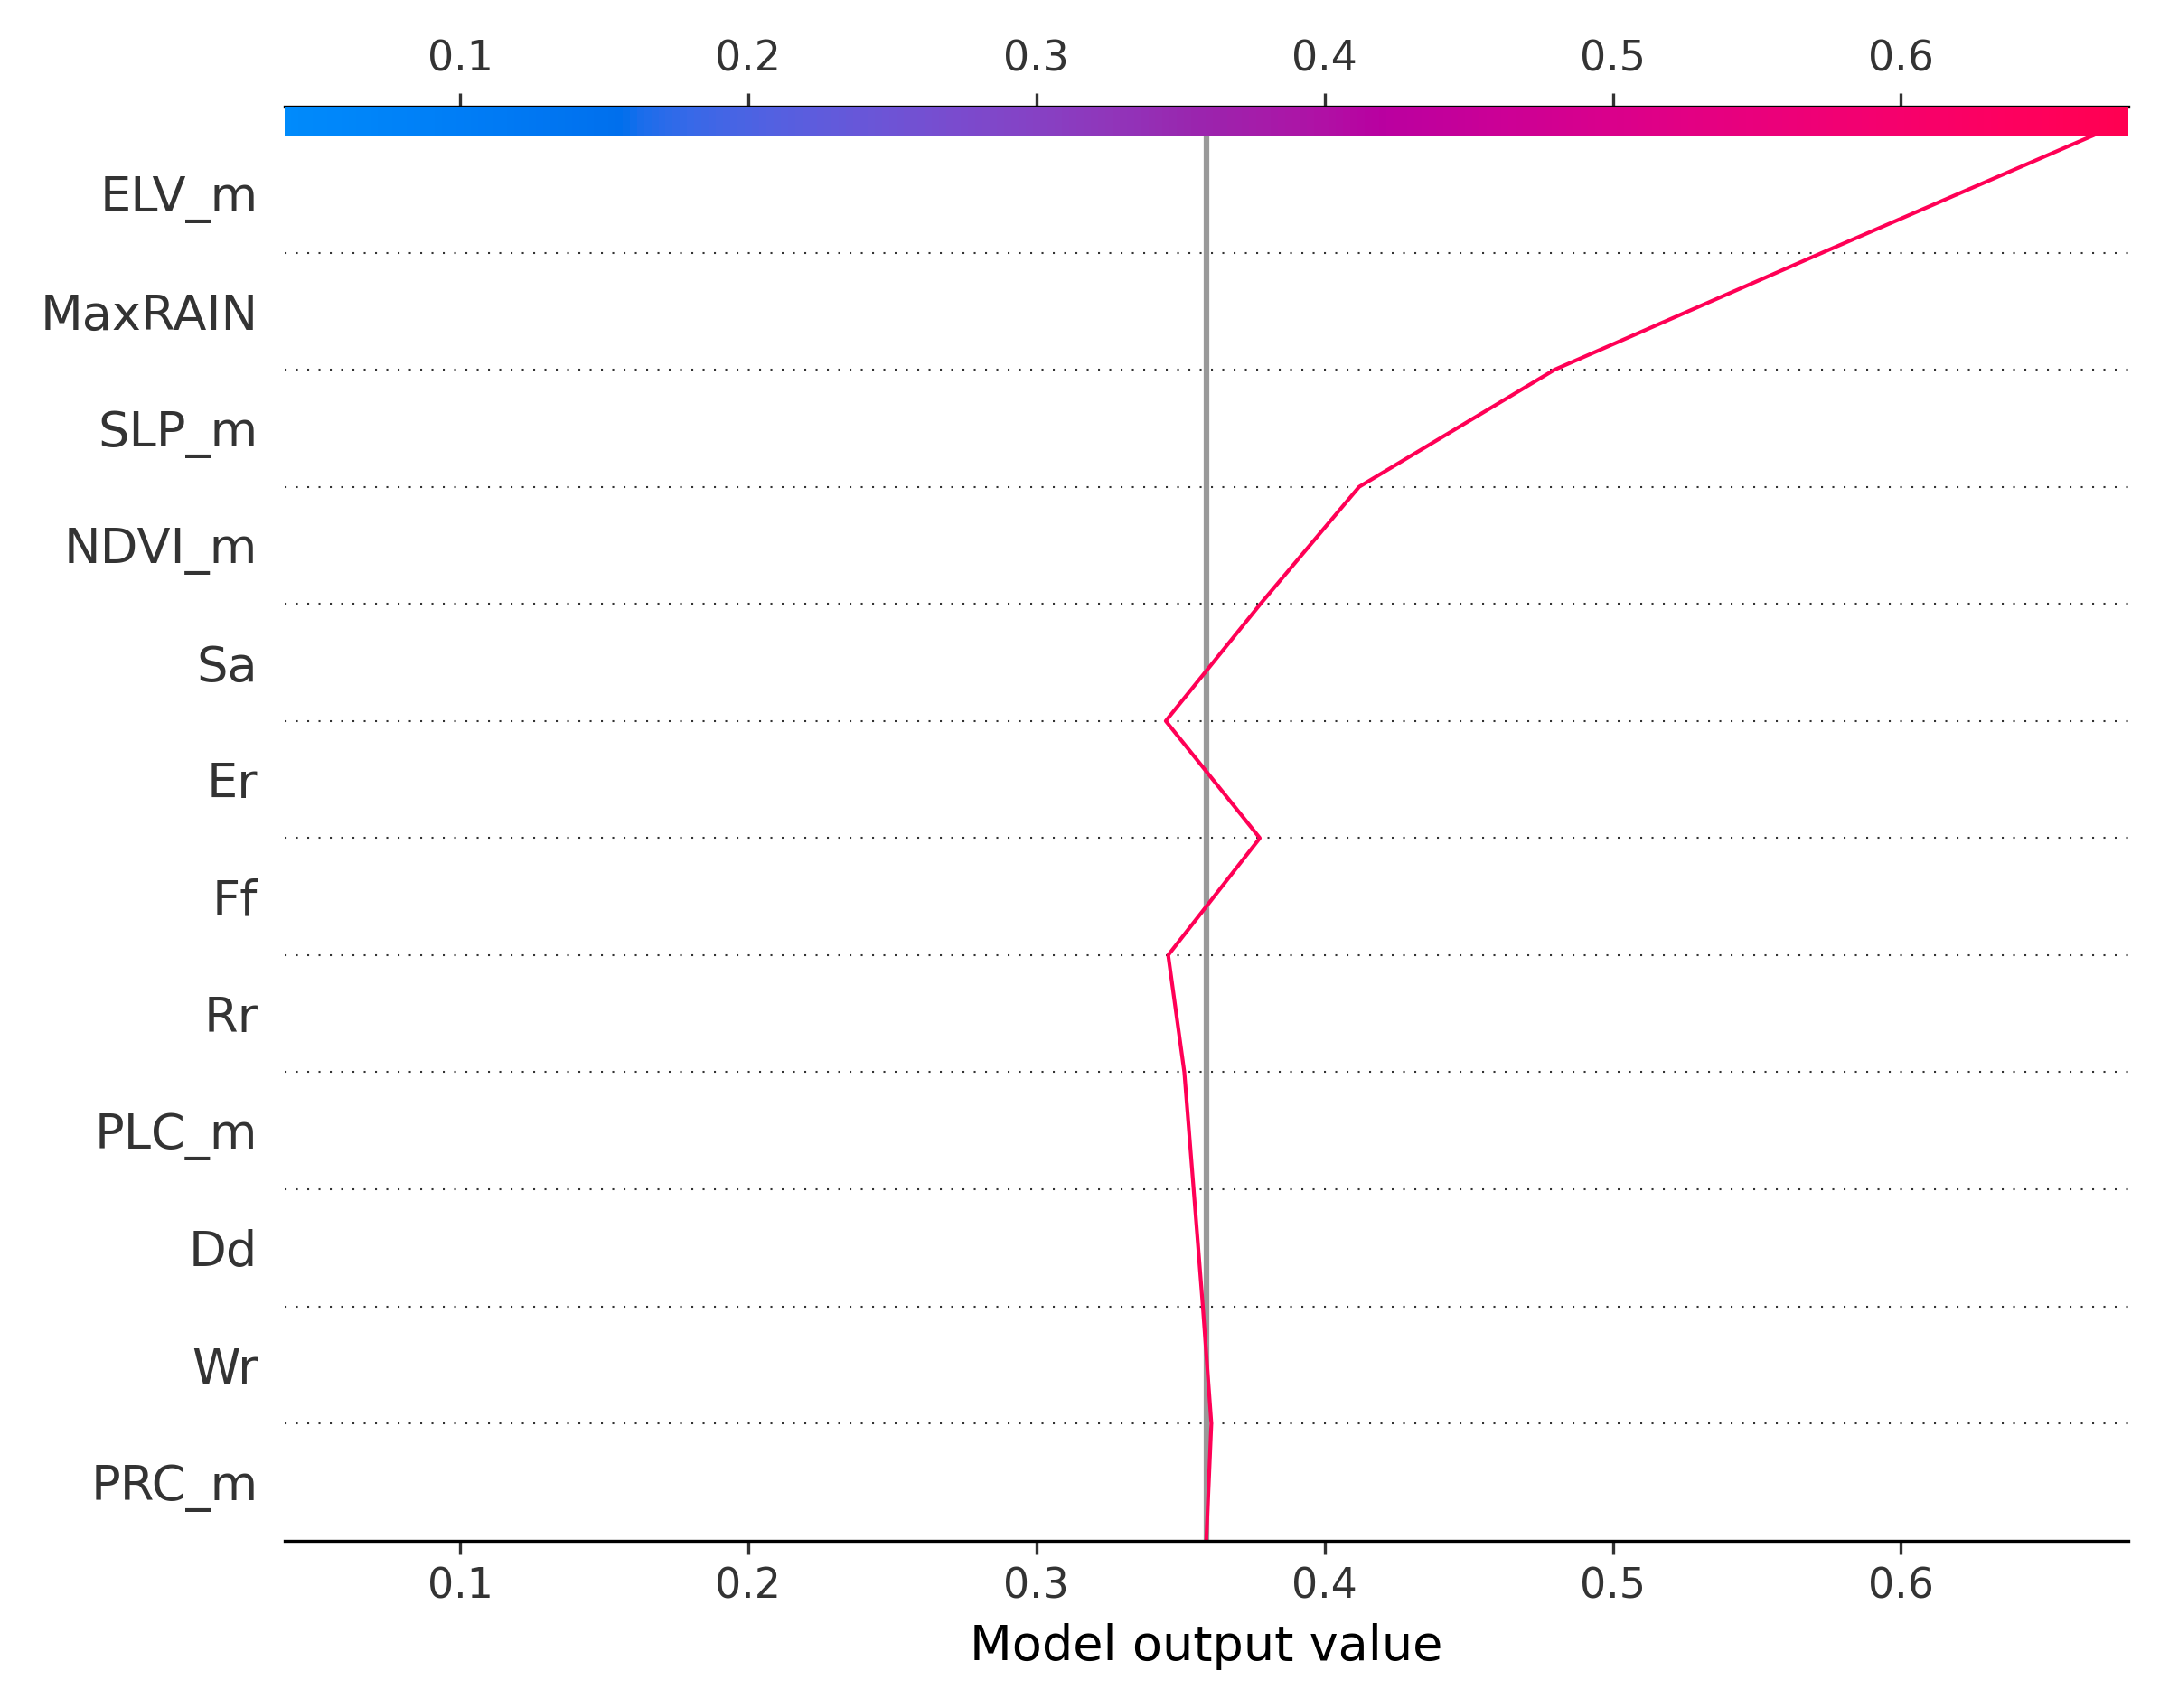 0.1 0.2 0.3 0.4 0.5 0.6
ELV_m
MaxRAIN
SLP_m
NDVI_m
Sa
Er
Ff
Rr
PLC_m
Dd
Wr
PRC_m
0.1 0.2 0.3 0.4 0.5 0.6
Model output value